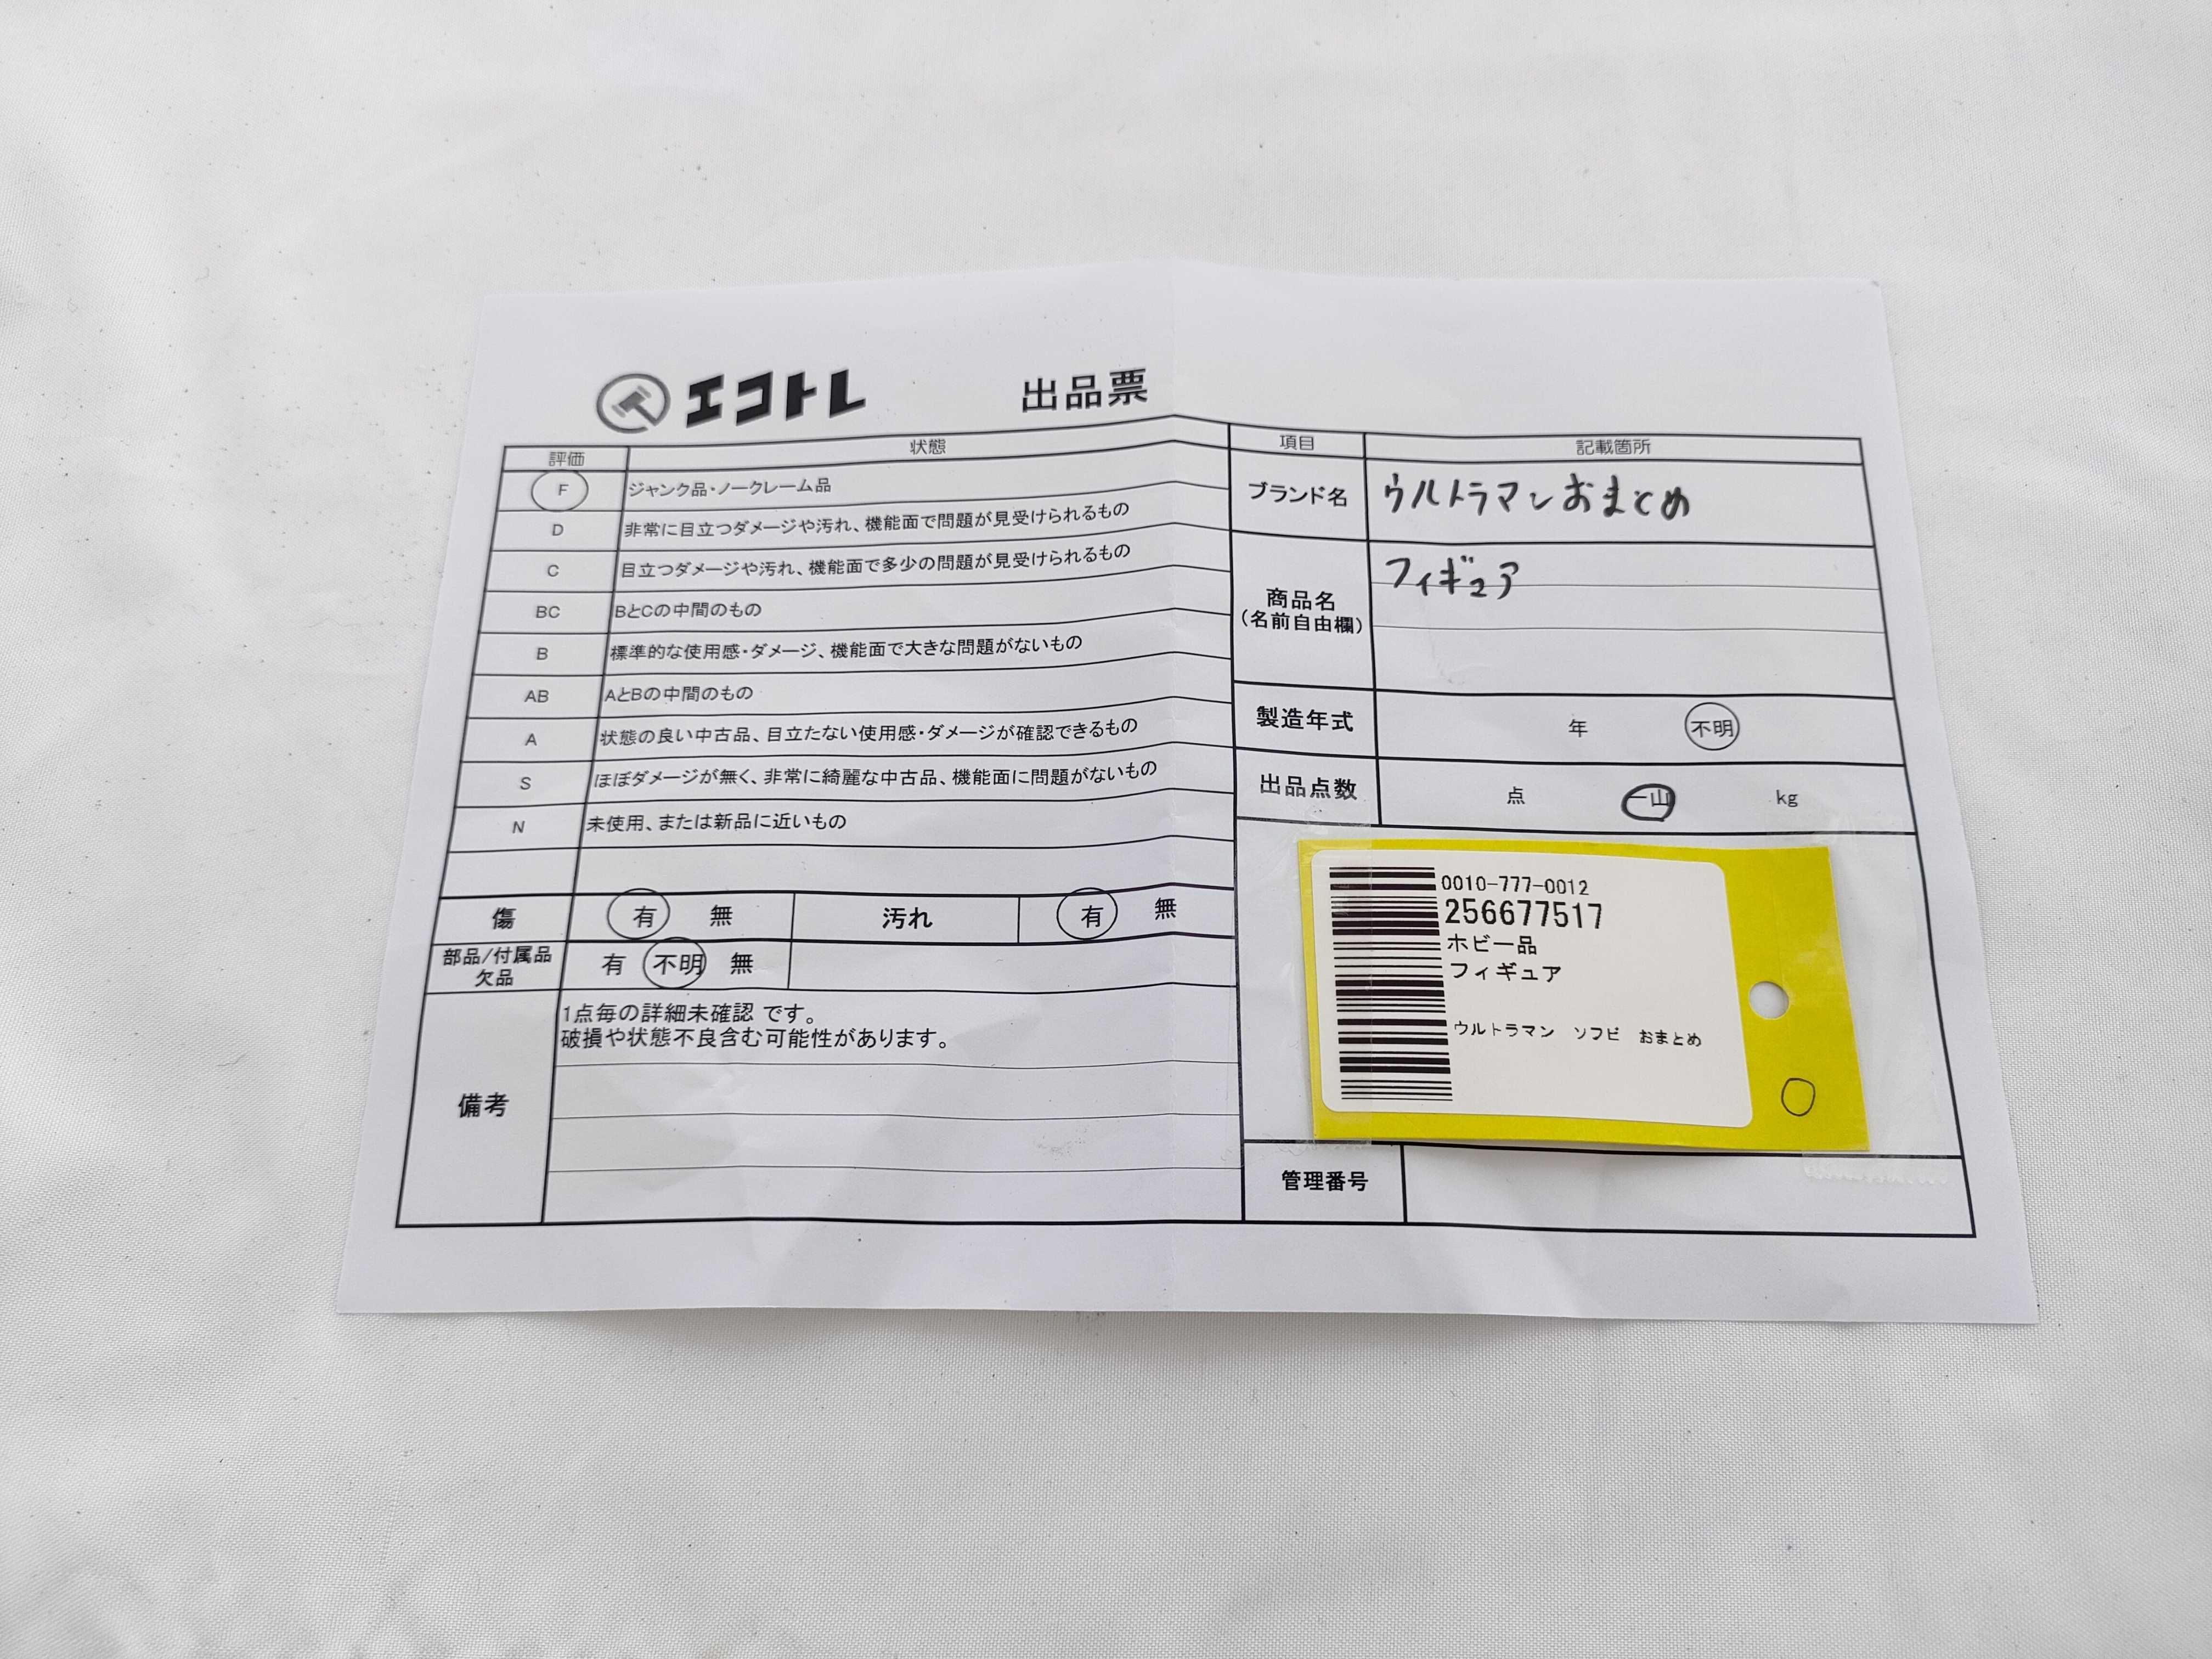 エコトレ 出品票
評価 状態
F ジャンク品・ノークレーム品
D 非常に目立つダメージや汚れ、機能面で問題が見受けられるもの
C 目立つダメージや汚れ、機能面で多少の問題が見受けられるもの
BC BとCの中間のもの
B 標準的な使用感・ダメージ、機能面で大きな問題がないもの
AB AとBの中間のもの
A 状態の良い中古品、目立たない使用感・ダメージが確認できるもの
S ほぼダメージが無く、非常に綺麗な中古品、機能面に問題がないもの
N 未使用、または新品に近いもの
傷 有 無 汚れ 有 無
部品/付属品
欠品 有 不明 無
備考
1点毎の詳細未確認 です。
破損や状態不良含む可能性があります。
項目 記載箇所
ブランド名 ウルトラマンおまとめ
商品名
(名前自由欄)
フィギュア
製造年式 年 不明
出品点数 点 一山 kg
0010-777-0012
256677517
ホビー品
フィギュア
ウルトラマン ソフビ おまとめ
管理番号